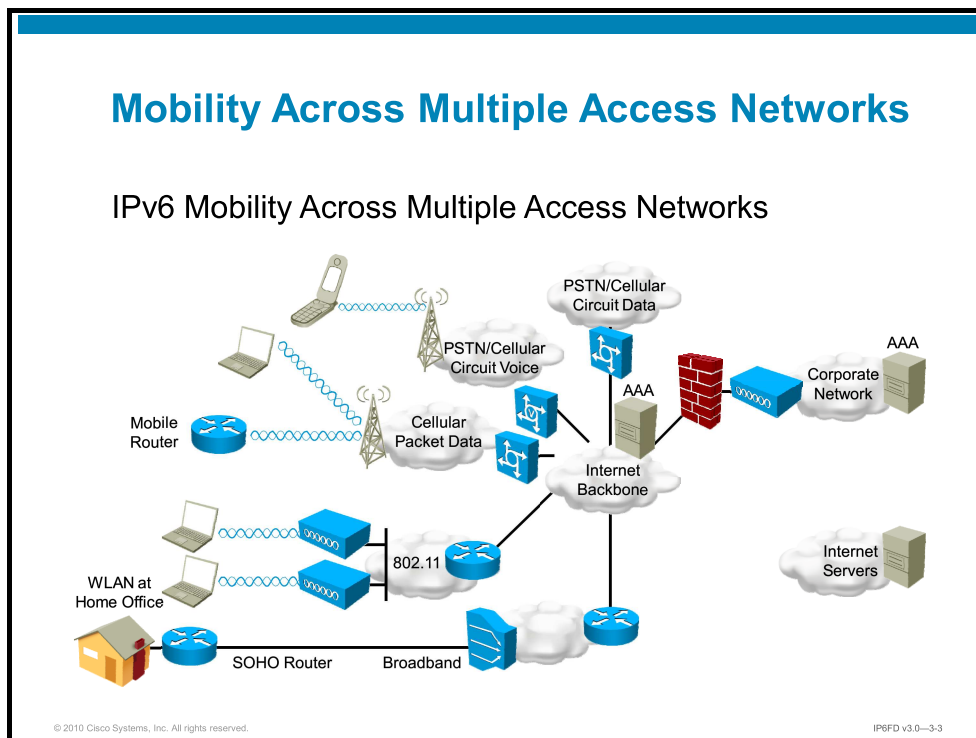 Mobility Across Multiple Access Networks
IPv6 Mobility Across Multiple Access Networks
PSTN/Cellular
Circuit Data
PSTN/Cellular
Circuit Voice
AAA
AAA
Corporate
Network
Mobile
Router
Cellular
Packet Data
V
Internet
Backbone
802.11
Internet
Servers
WLAN at
Home Office
SOHO Router
Broadband
© 2010 Cisco Systems, Inc. All rights reserved.
IP6FD v3.0—3-3